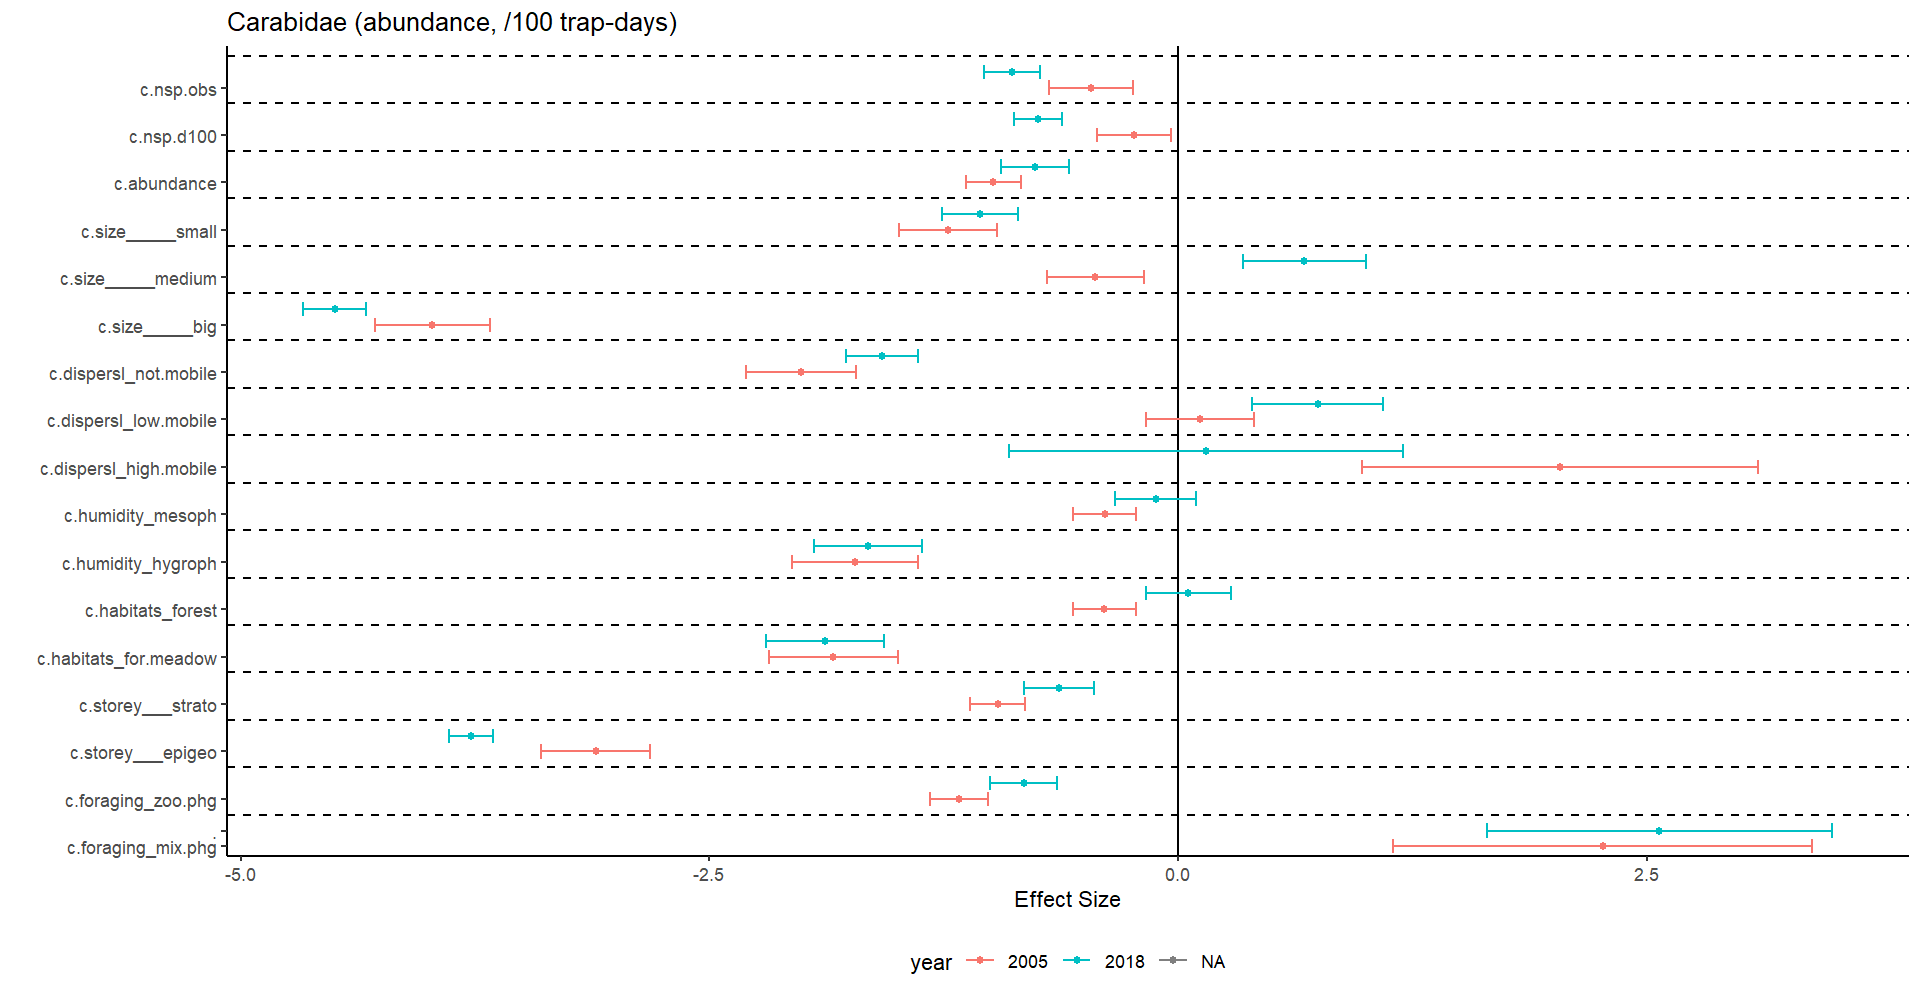 Carabidae (abundance, /100 trap-days)
c.nsp.obs
c.nsp.d100
c.abundance
c.size_____small
c.size_____medium
c.size_____big
c.dispersl_not.mobile
c.dispersl_low.mobile
c.dispersl_high.mobile
c.humidity_mesoph
c.humidity_hygroph
c.habitats_forest
c.habitats_for.meadow
c.storey___strato
c.storey___epigeo
c.foraging_zoo.phg
.
c.foraging_mix.phg
-5.0 -2.5 0.0 2.5
Effect Size
year 2005 2018 NA